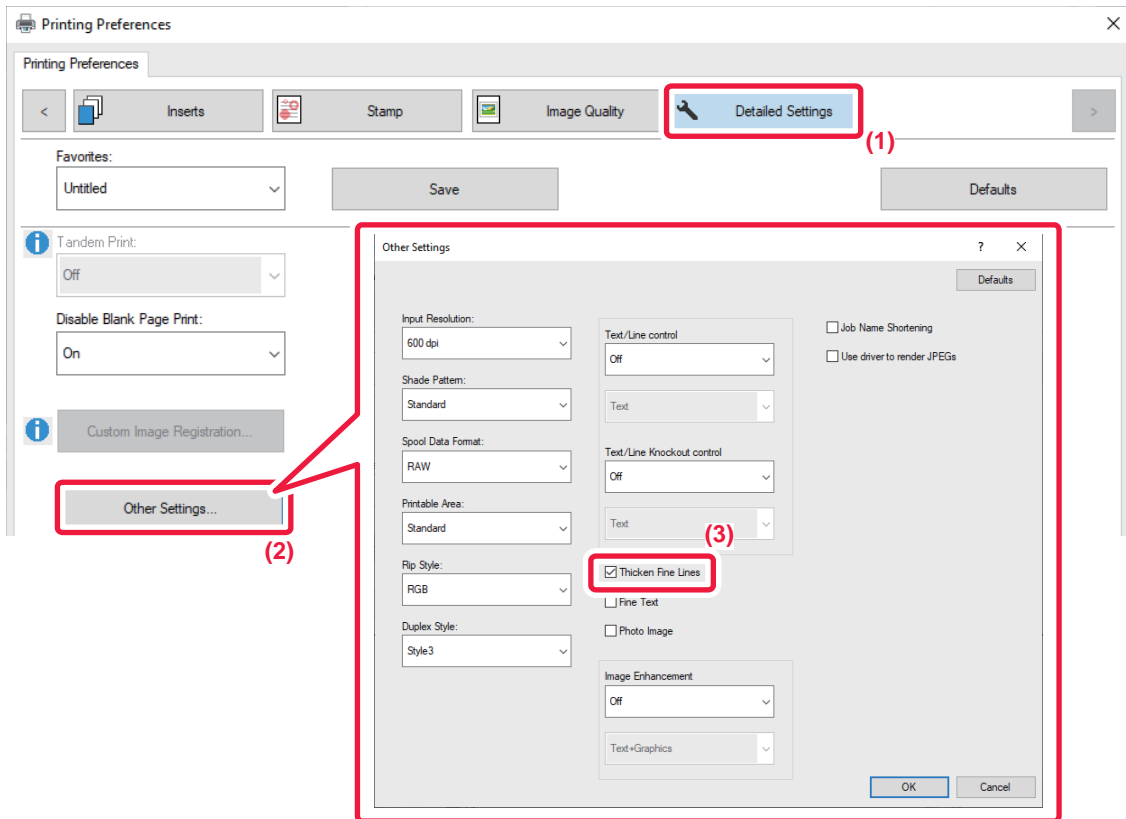 Printing Preferences
Printing Preferences
< Inserts Stamp Image Quality Detailed Settings >
(1)
Favorites:
Untitled Save Defaults
Tandem Print:
Off
Disable Blank Page Print:
On
Custom Image Registration...
Other Settings...
(2)
Other Settings ?
Defaults
Input Resolution:
600 dpi
Shade Pattern:
Standard
Spool Data Format:
RAW
Printable Area:
Standard
Rip Style:
RGB
Duplex Style:
Style3
Text/Line control
Off
Text
Text/Line Knockout control
Off
Text
(3)
Thicken Fine Lines
Fine Text
Photo Image
Image Enhancement
Off
Text+Graphics
Job Name Shortening
Use driver to render JPEGs
OK Cancel